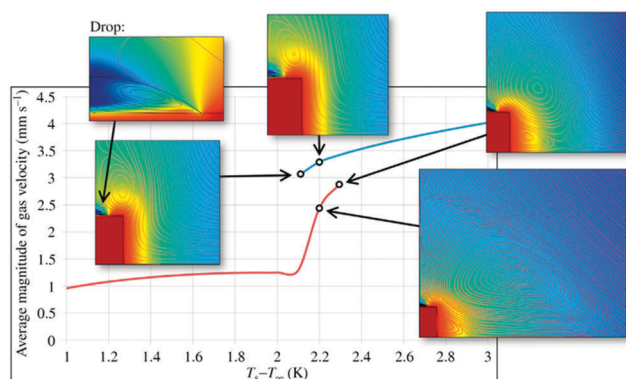 Drop:
Average magnitude of gas velocity (mm s⁻¹)
4.5
4
3.5
3
2.5
2
1.5
1
0.5
0
1 1.2 1.4 1.6 1.8 2 2.2 2.4 2.6 2.8 3
Tₛ–T∞ (K)